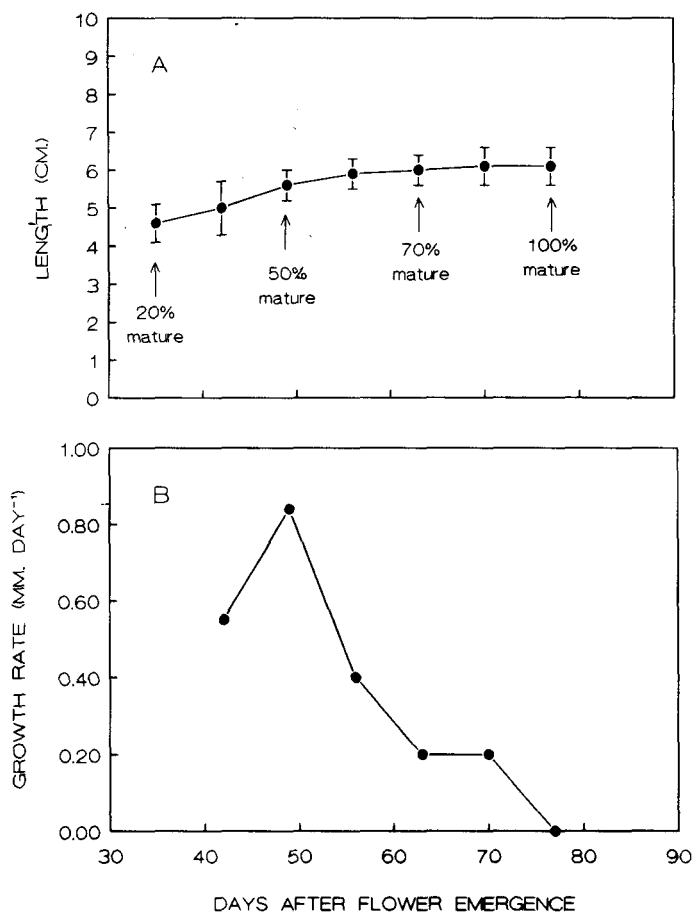 10
9
8
7
6
5
4
3
2
1
0
LENGTH (CM.)
A
20%
mature
50%
mature
70%
mature
100%
mature
1.00
0.80
0.60
0.40
0.20
0.00
GROWTH RATE (MM. DAY⁻¹)
B
30 40 50 60 70 80 90
DAYS AFTER FLOWER EMERGENCE